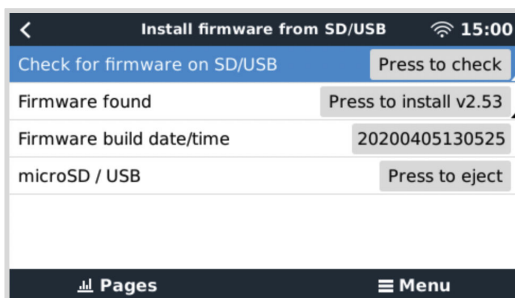 Install firmware from SD/USB 15:00
Check for firmware on SD/USB Press to check
Firmware found Press to install v2.53
Firmware build date/time 20200405130525
microSD / USB Press to eject
Pages Menu